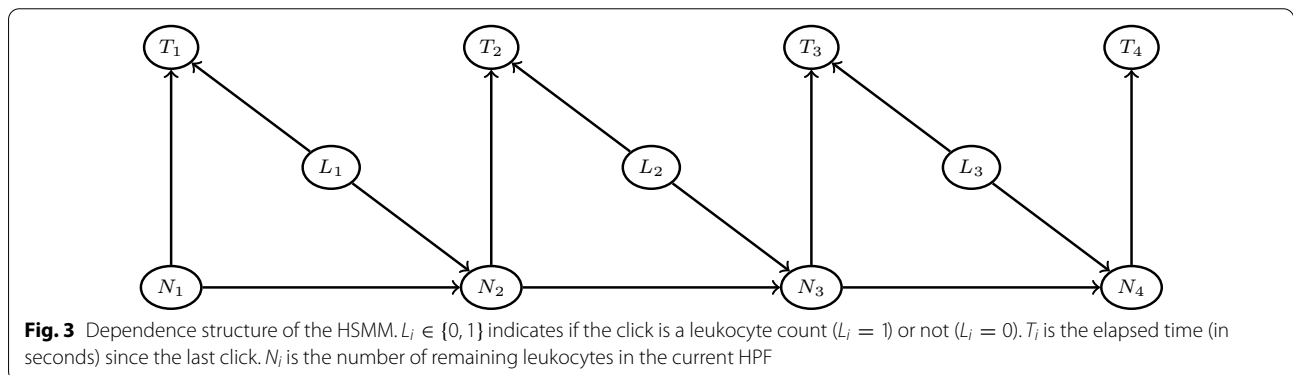 T₁ T₂ T₃ T₄
L₁ L₂ L₃
N₁ N₂ N₃ N₄
Fig. 3 Dependence structure of the HSMM. Lᵢ ∈ {0, 1} indicates if the click is a leukocyte count (Lᵢ = 1) or not (Lᵢ = 0). Tᵢ is the elapsed time (in
seconds) since the last click. Nᵢ is the number of remaining leukocytes in the current HPF